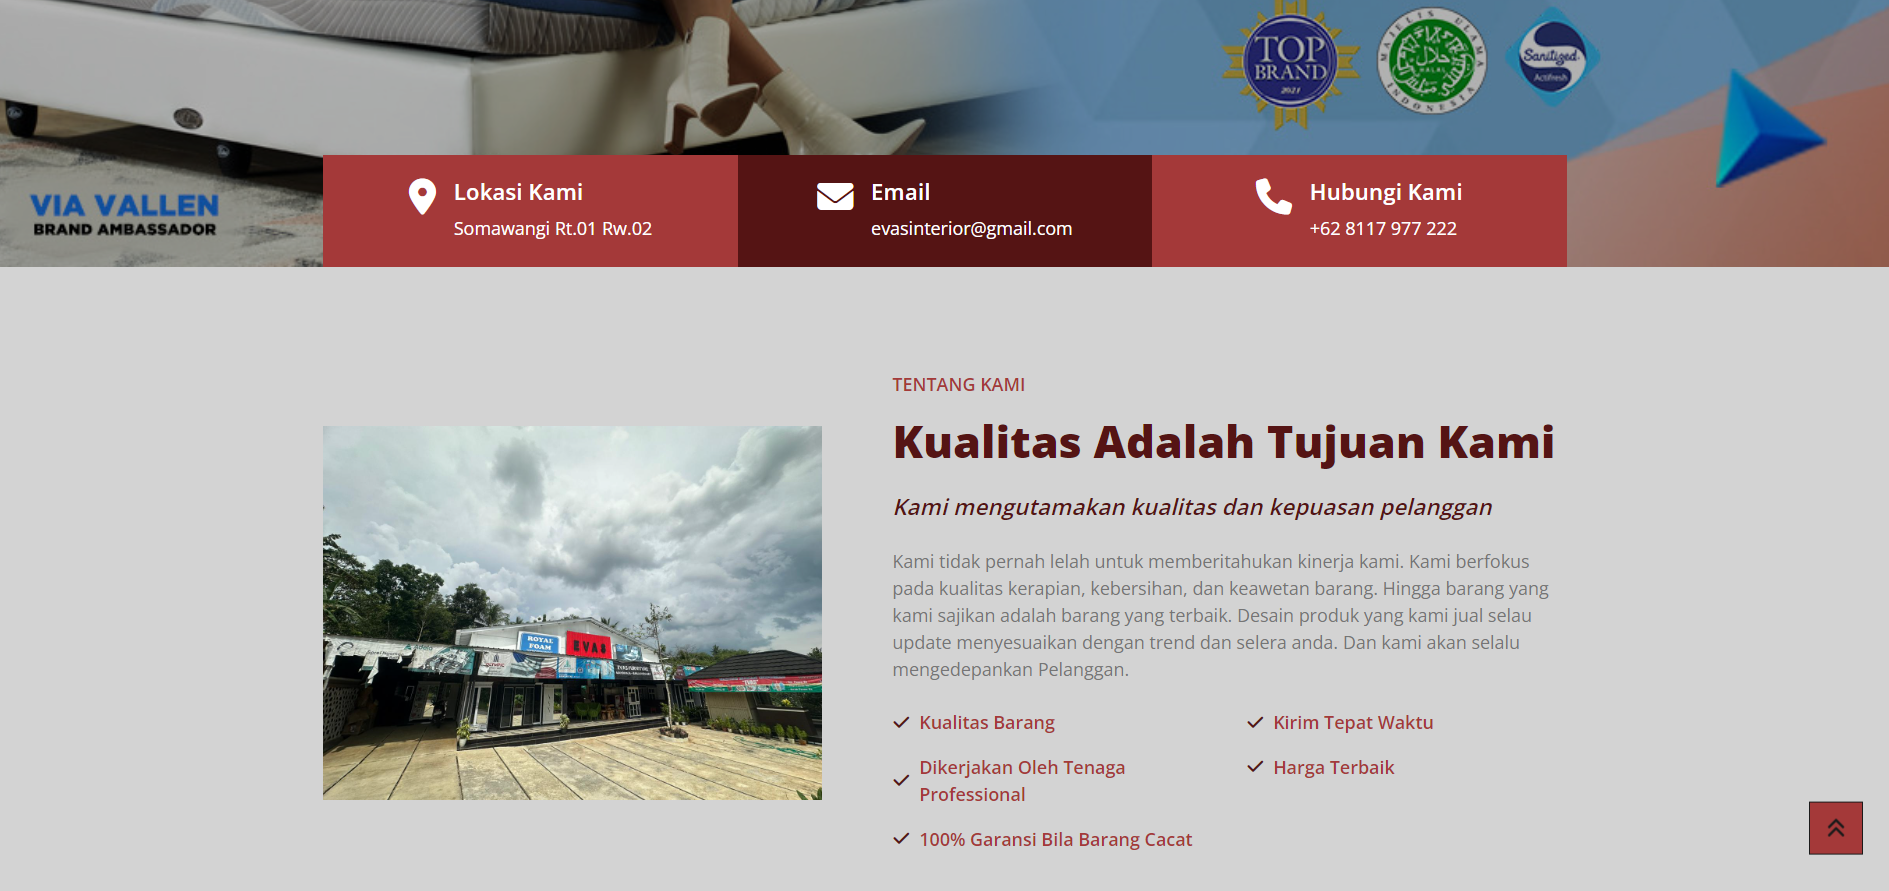 TOP
BRAND
2021
MAJELIS ULAMA
حلال
HALAL
INDONESIA
Sanitized
Actifresh
VIA VALLEN
BRAND AMBASSADOR
Lokasi Kami
Somawangi Rt.01 Rw.02
Email
evasinterior@gmail.com
Hubungi Kami
+62 8117 977 222
TENTANG KAMI
Kualitas Adalah Tujuan Kami
Kami mengutamakan kualitas dan kepuasan pelanggan
Kami tidak pernah lelah untuk memberitahukan kinerja kami. Kami berfokus
pada kualitas kerapian, kebersihan, dan keawetan barang. Hingga barang yang
kami sajikan adalah barang yang terbaik. Desain produk yang kami jual selau
update menyesuaikan dengan trend dan selera anda. Dan kami akan selalu
mengedepankan Pelanggan.
ROYAL
FOAM
EVAS
Kualitas Barang
Kirim Tepat Waktu
Dikerjakan Oleh Tenaga
Professional
Harga Terbaik
100% Garansi Bila Barang Cacat